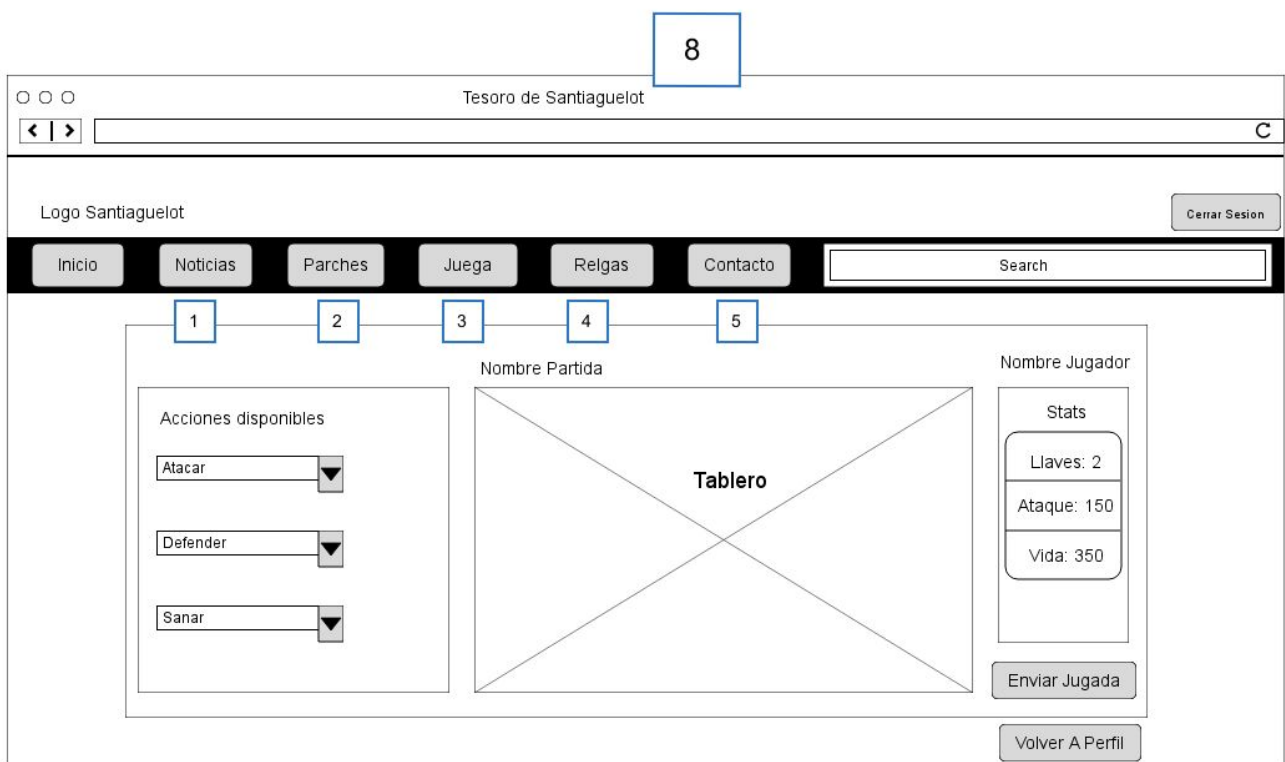 8
Tesoro de Santiaguelot
Logo Santiaguelot
Cerrar Sesion
Inicio Noticias Parches Juega Relgas Contacto Search
1 2 3 4 5
Nombre Partida
Nombre Jugador
Acciones disponibles
Atacar
Defender
Sanar
Tablero
Stats
Llaves: 2
Ataque: 150
Vida: 350
Enviar Jugada
Volver A Perfil